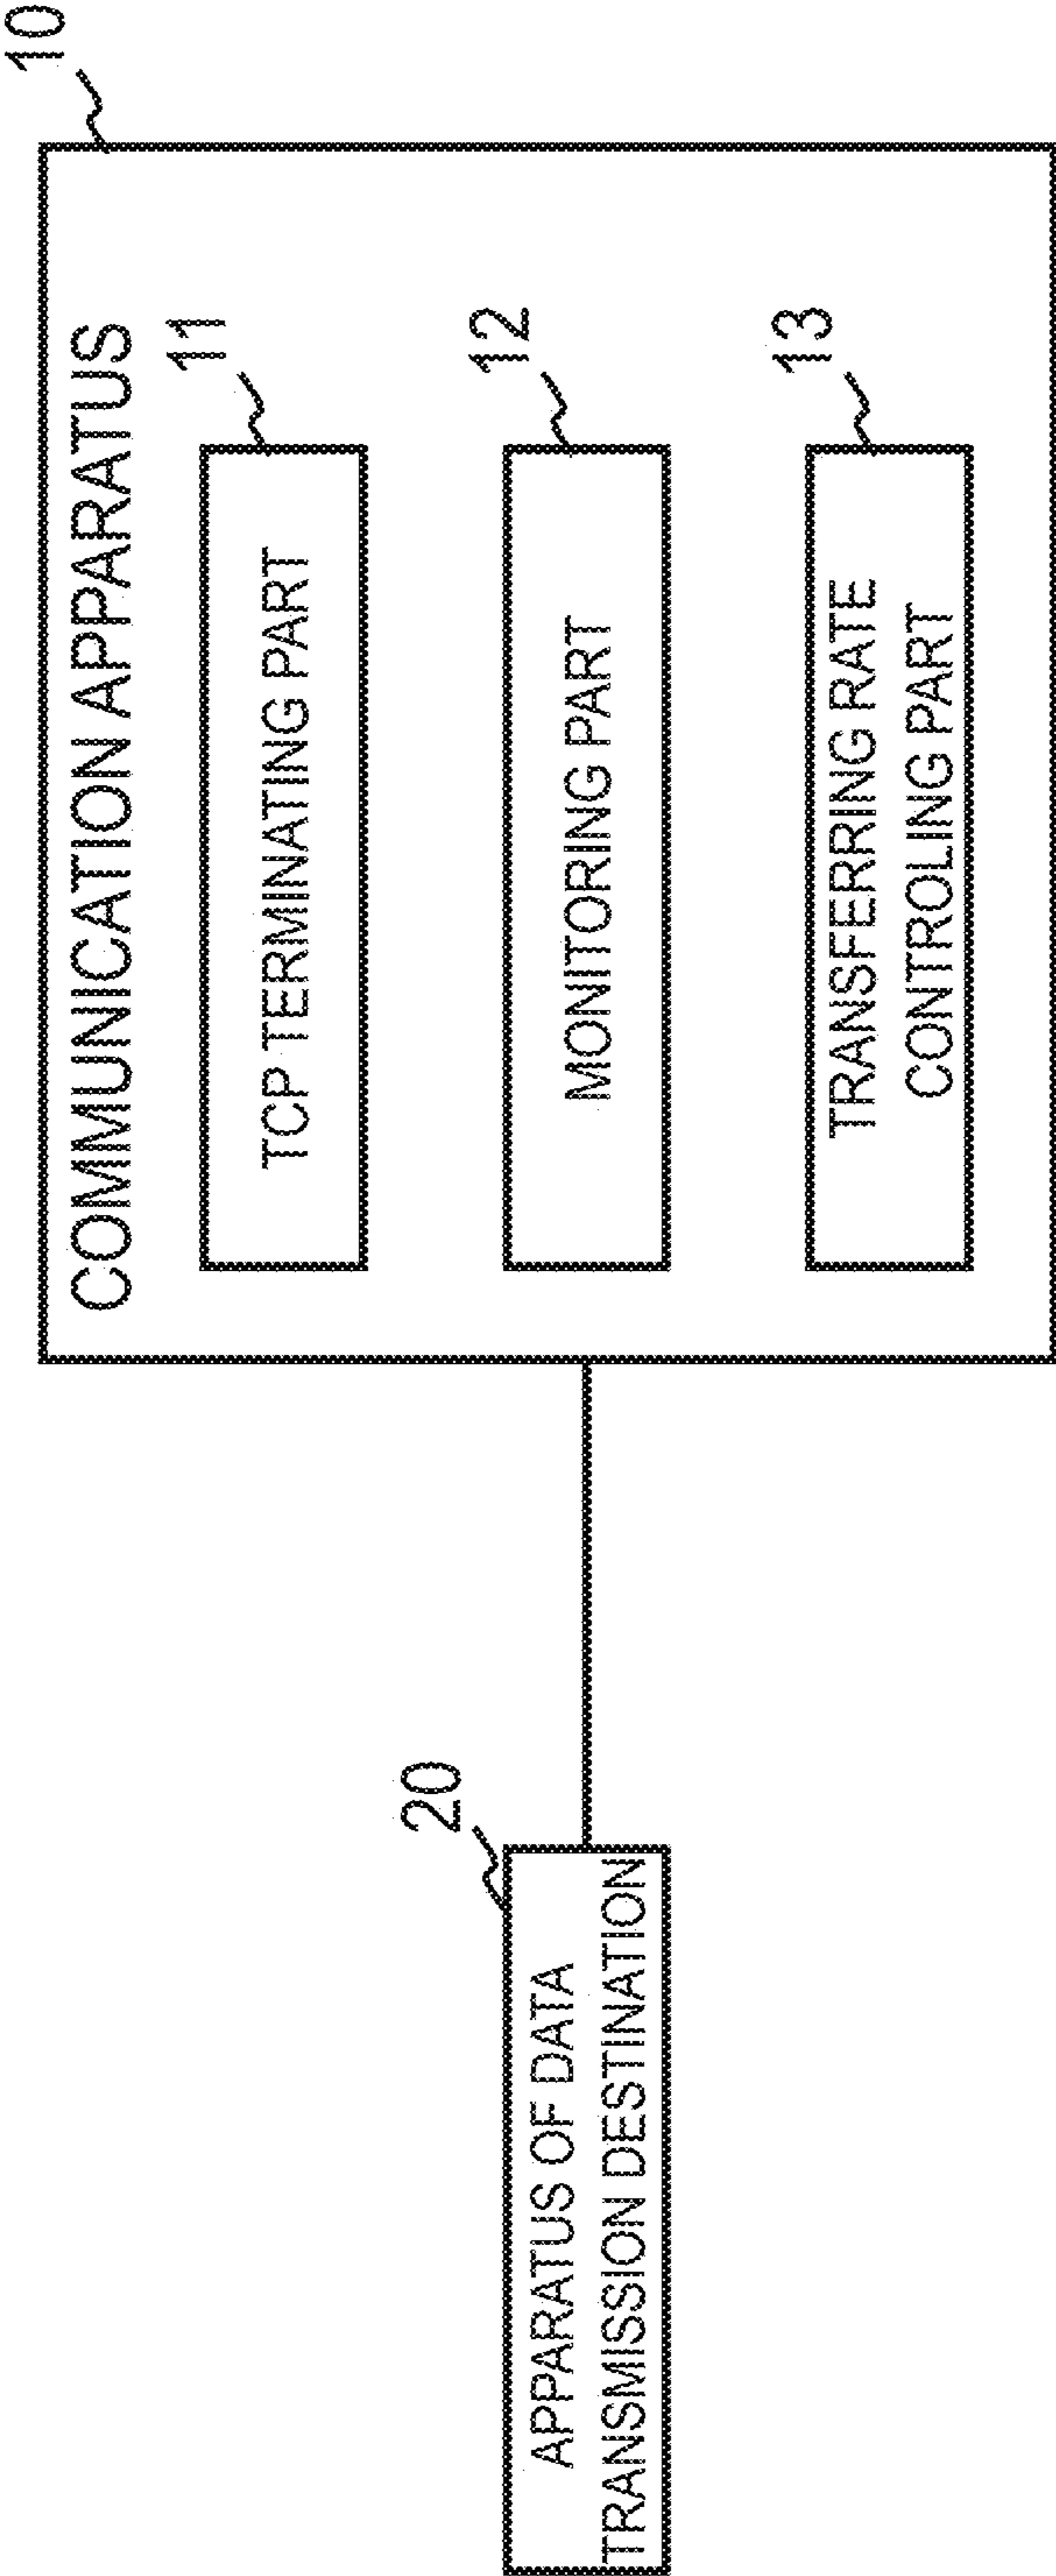 10
COMMUNICATION APPARATUS
11
TCP TERMINATING PART
12
MONITORING PART
13
TRANSFERRING RATE
CONTROLING PART
20
APPARATUS OF DATA
TRANSMISSION DESTINATION